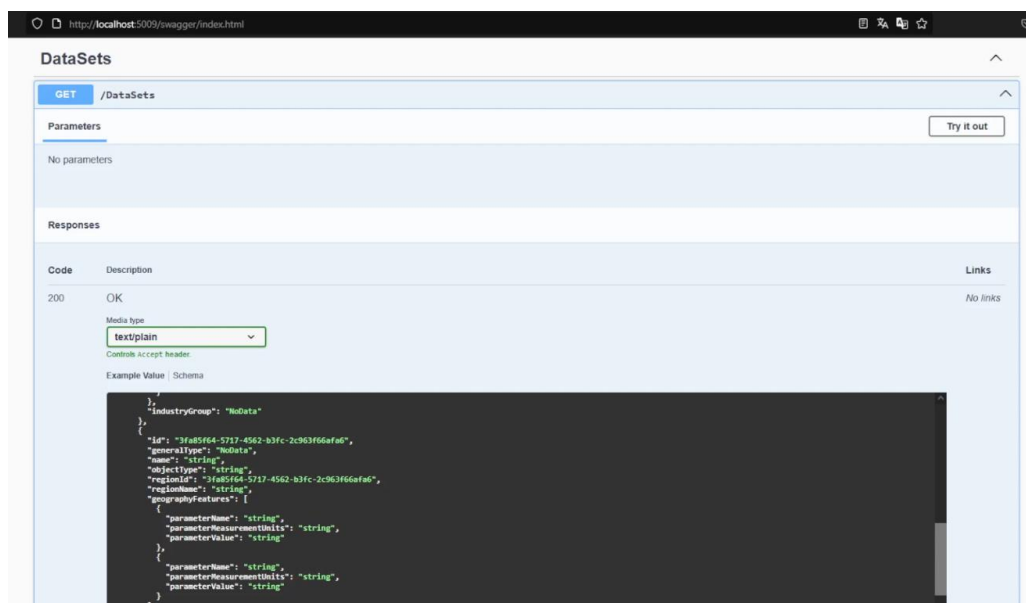 http://localhost:5009/swagger/index.html
DataSets
GET /DataSets
Parameters
Try it out
No parameters
Responses
Code Description Links
200 OK No links
Media type
text/plain
Controls Accept header.
Example Value | Schema
}
},
"industryGroup": "NoData"
},
{
"id": "3fa85f64-5717-4562-b3fc-2c963f66afa6",
"generalType": "NoData",
"name": "string",
"objectType": "string",
"regionId": "3fa85f64-5717-4562-b3fc-2c963f66afa6",
"regionName": "string",
"geographyFeatures": [
{
"parameterName": "string",
"parameterMeasurementUnits": "string",
"parameterValue": "string"
},
{
"parameterName": "string",
"parameterMeasurementUnits": "string",
"parameterValue": "string"
}